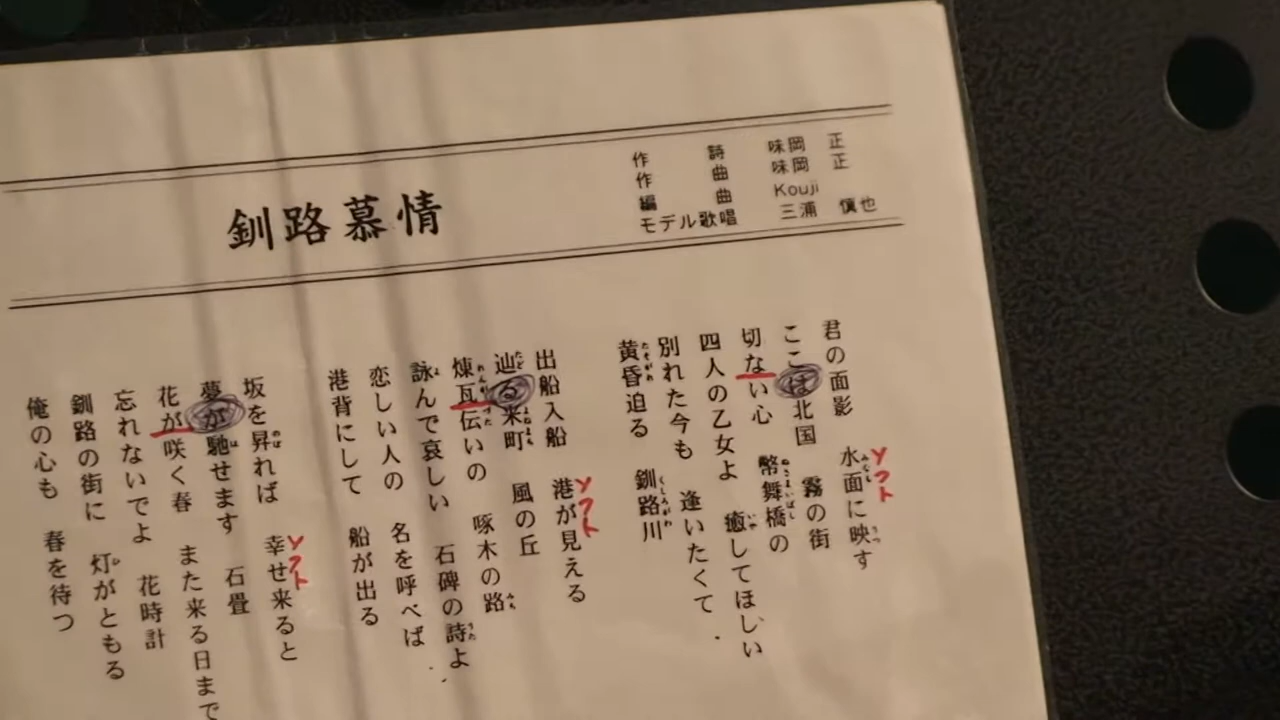 釧路慕情
作詩 味岡 正
作曲 味岡 正
編曲 Kouji
モデル歌唱 三浦 慎也
君の面影 水面に映す
ソフト
ここは北国 霧の街
切ない心 幣舞橋の
四人の乙女よ 癒してほしい
別れた今も 逢いたくて
黄昏迫る 釧路川
出船入船 港が見える
ソフト
辿る米町 風の丘
煉瓦伝いの 啄木の路
詠んで哀しい 石碑の詩よ
恋しい人の 名を呼べば
港背にして 船が出る
坂を昇れば 幸せ来ると
ソフト
夢が馳せます 石畳
花が咲く春 また来る日まで
忘れないでよ 花時計
釧路の街に 灯がともる
俺の心も 春を待つ